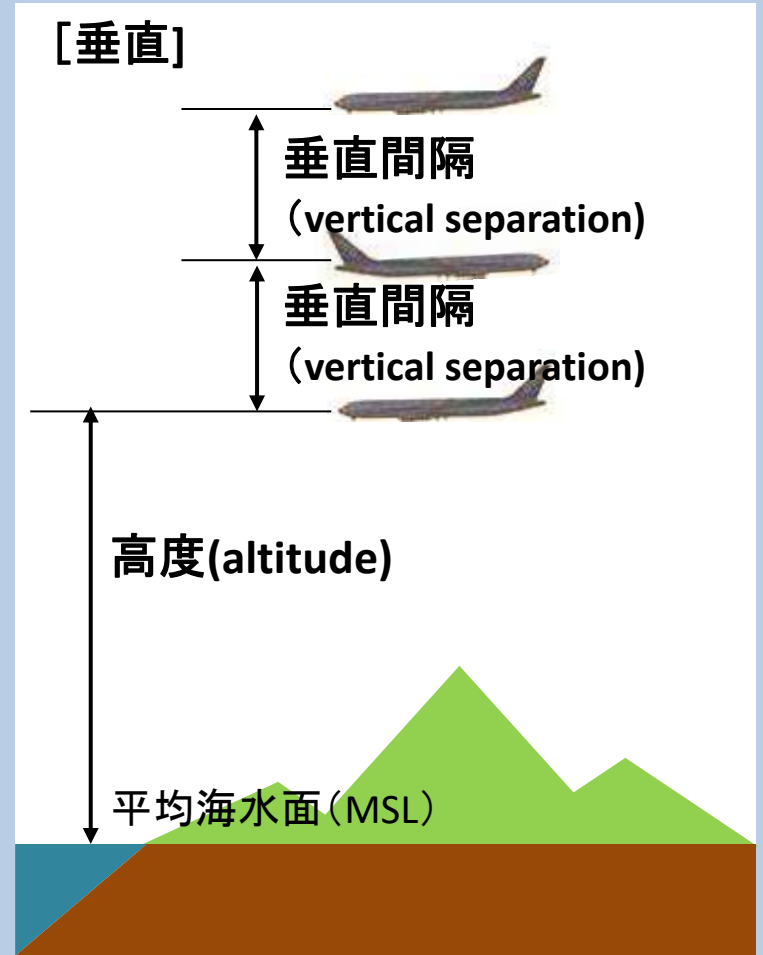 ［垂直］
垂直間隔
（vertical separation)
垂直間隔
（vertical separation)
高度(altitude)
平均海水面（MSL）